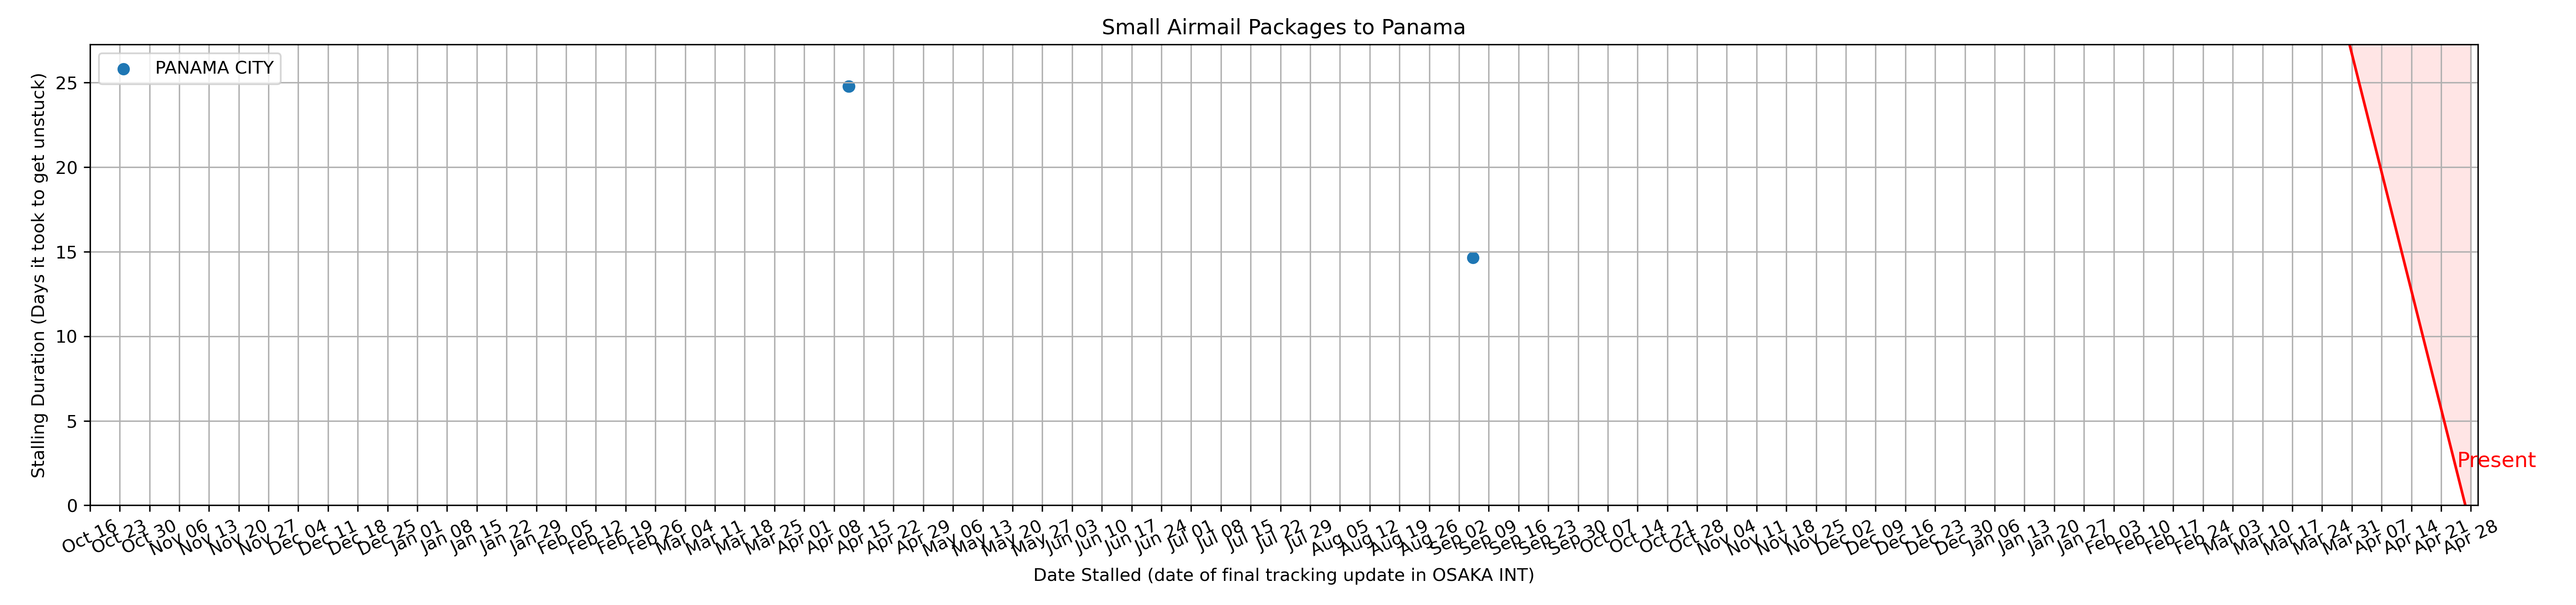 Small Airmail Packages to Panama
PANAMA CITY
Stalling Duration (Days it took to get unstuck)
25
20
15
10
5
0
Present
Oct 16
Oct 23
Oct 30
Nov 06
Nov 13
Nov 20
Nov 27
Dec 04
Dec 11
Dec 18
Dec 25
Jan 01
Jan 08
Jan 15
Jan 22
Jan 29
Feb 05
Feb 12
Feb 19
Feb 26
Mar 04
Mar 11
Mar 18
Mar 25
Apr 01
Apr 08
Apr 15
Apr 22
Apr 29
May 06
May 13
May 20
May 27
Jun 03
Jun 10
Jun 17
Jun 24
Jul 01
Jul 08
Jul 15
Jul 22
Jul 29
Aug 05
Aug 12
Aug 19
Aug 26
Sep 02
Sep 09
Sep 16
Sep 23
Sep 30
Oct 07
Oct 14
Oct 21
Oct 28
Nov 04
Nov 11
Nov 18
Nov 25
Dec 02
Dec 09
Dec 16
Dec 23
Dec 30
Jan 06
Jan 13
Jan 20
Jan 27
Feb 03
Feb 10
Feb 17
Feb 24
Mar 03
Mar 10
Mar 17
Mar 24
Mar 31
Apr 07
Apr 14
Apr 21
Apr 28
Date Stalled (date of final tracking update in OSAKA INT)